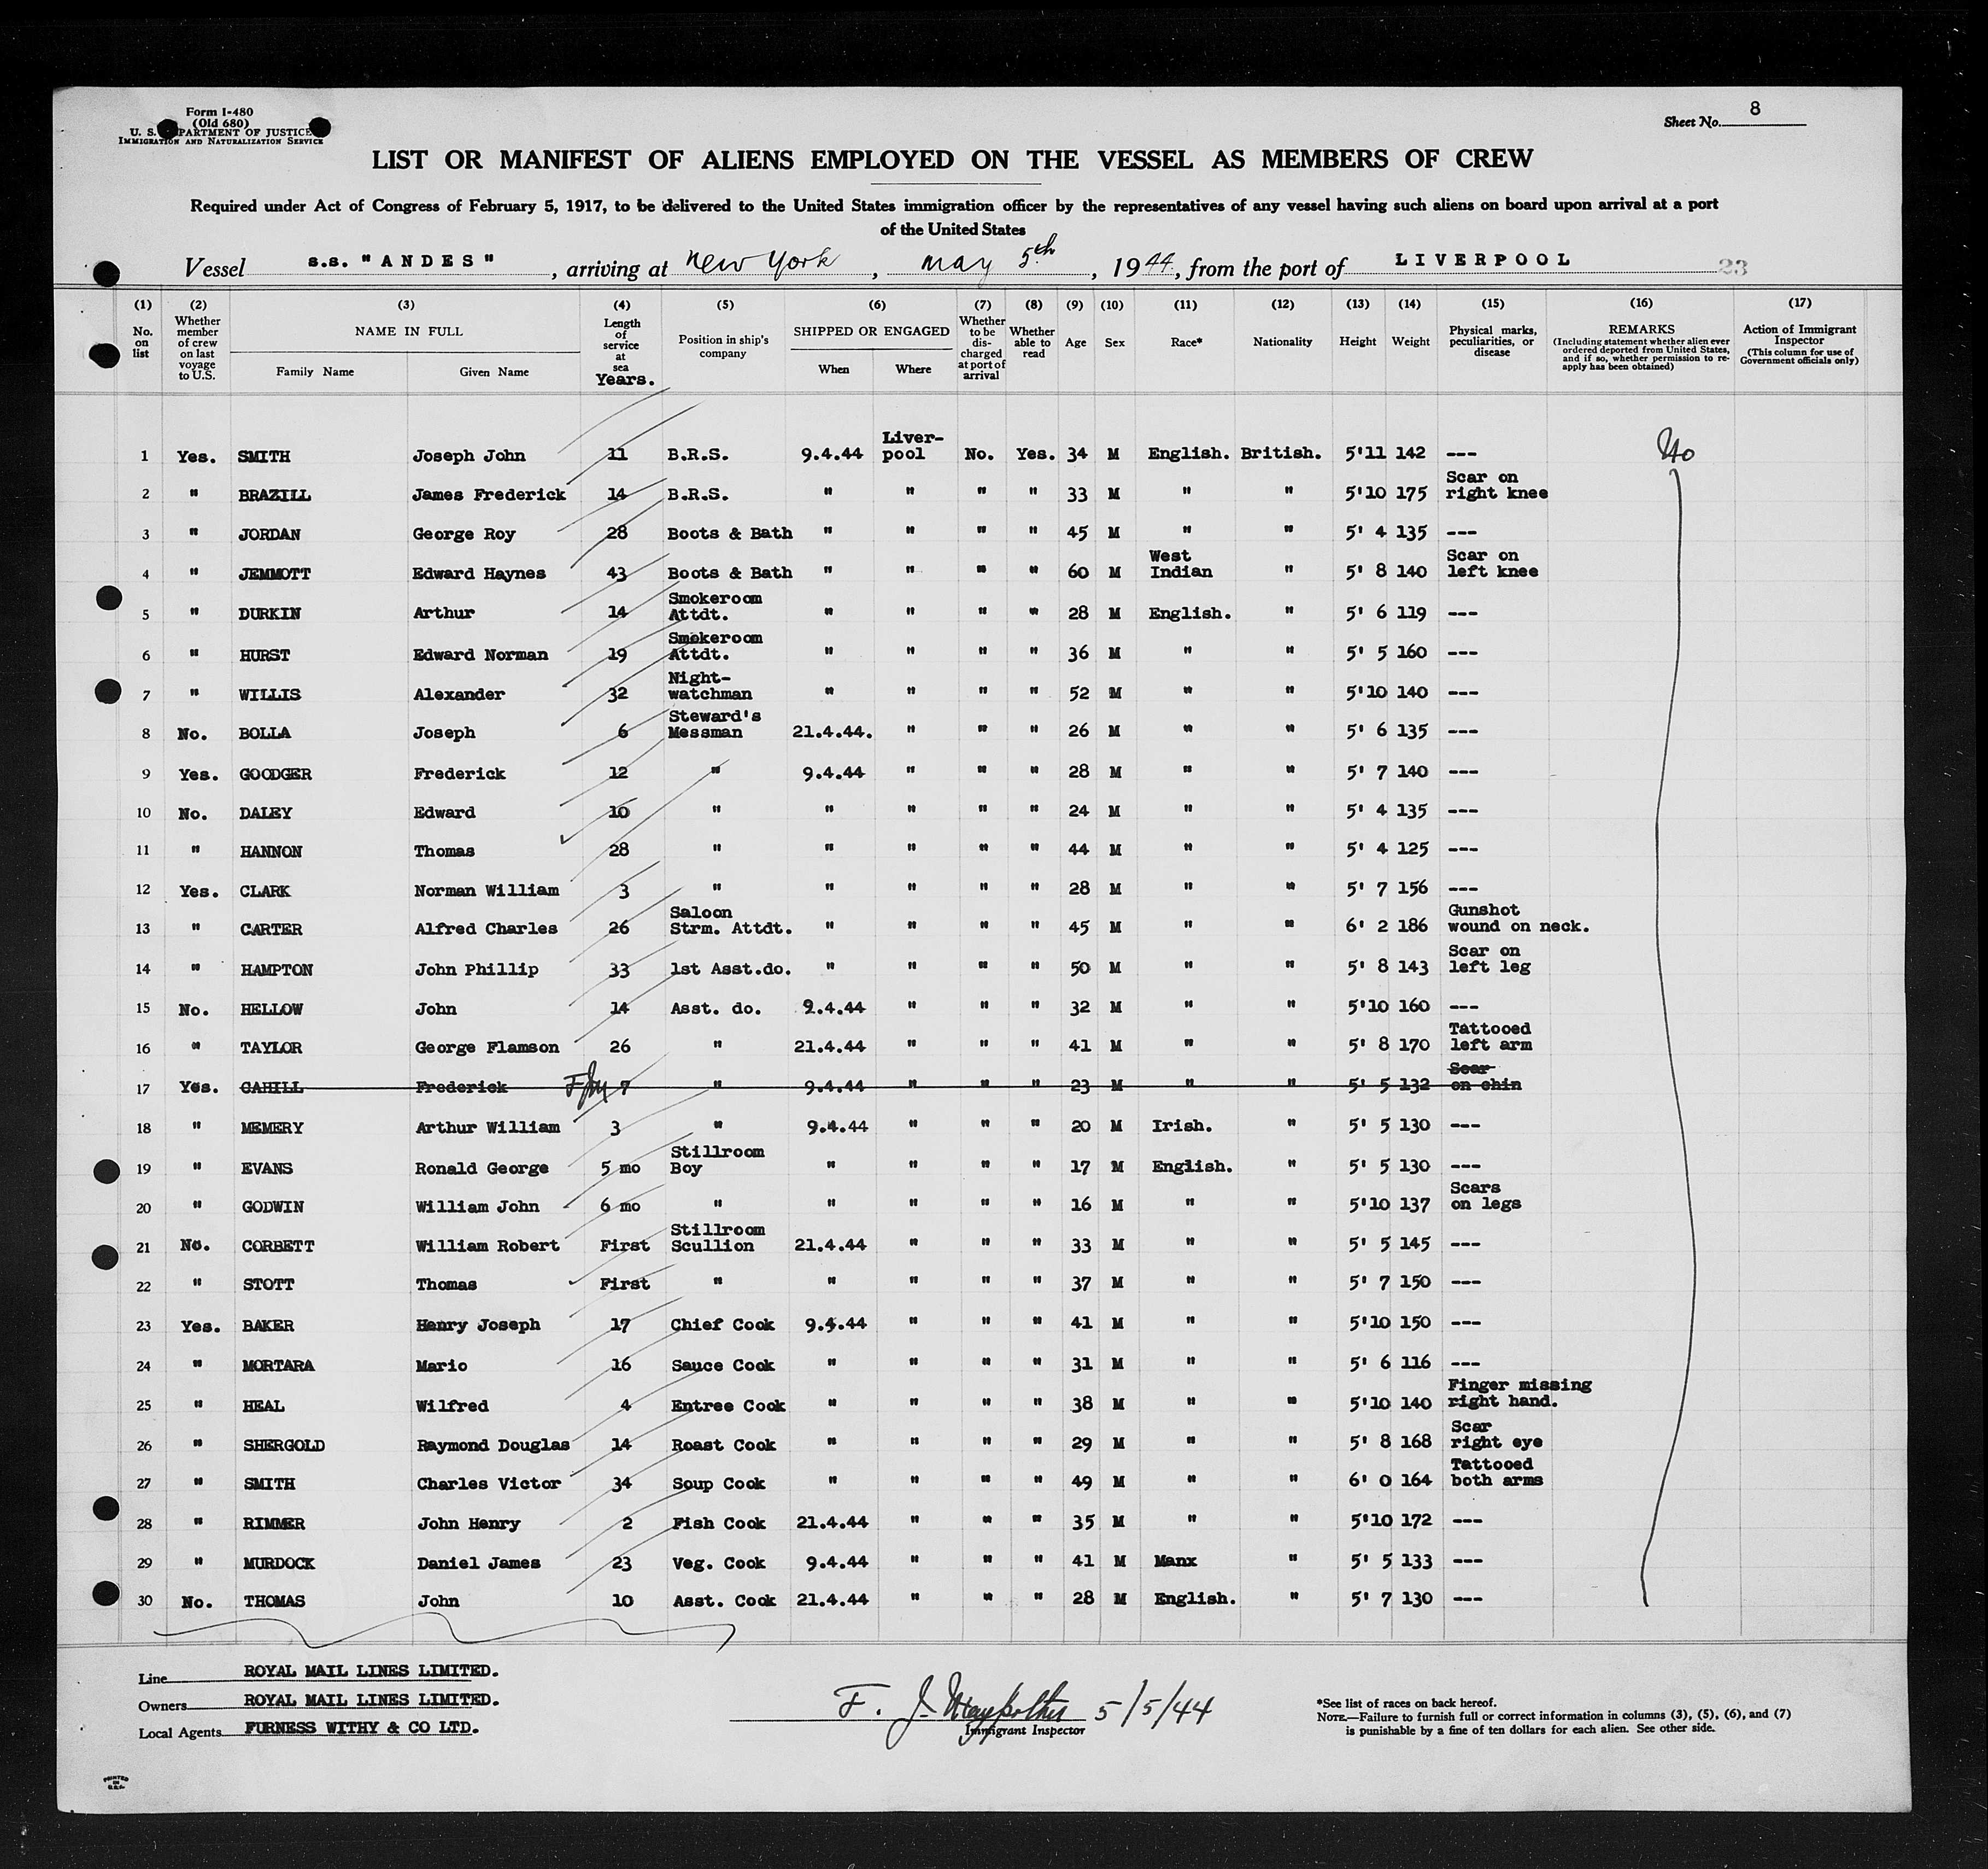 Form I-480
(Old 680)
U. S. DEPARTMENT OF JUSTICE
IMMIGRATION AND NATURALIZATION SERVICE
Sheet No. 8
LIST OR MANIFEST OF ALIENS EMPLOYED ON THE VESSEL AS MEMBERS OF CREW
Required under Act of Congress of February 5, 1917, to be delivered to the United States immigration officer by the representatives of any vessel having such aliens on board upon arrival at a port
of the United States
Vessel s.s. "ANDES", arriving at New York, May 5th, 1944, from the port of LIVERPOOL 23
(1) No. on list (2) Whether member of crew on last voyage to U.S. (3) NAME IN FULL Family Name Given Name (4) Length of service at sea Years. (5) Position in ship's company (6) SHIPPED OR ENGAGED When Where (7) Whether to be discharged at port of arrival (8) Whether able to read (9) Age (10) Sex (11) Race* (12) Nationality (13) Height (14) Weight (15) Physical marks, peculiarities, or disease (16) REMARKS (Including statement whether alien ever ordered deported from United States, and if so, whether permission to re-apply has been obtained) (17) Action of Immigrant Inspector (This column for use of Government officials only)
1 Yes. SMITH Joseph John 11 B.R.S. 9.4.44 Liver-pool No. Yes. 34 M English. British. 5'11 142 --- No
2 " BRAZILL James Frederick 14 B.R.S. " " " " 33 M " " 5'10 175 Scar on right knee
3 " JORDAN George Roy 28 Boots & Bath " " " " 45 M " " 5' 4 135 ---
4 " JEMMOTT Edward Haynes 43 Boots & Bath " " " " 60 M West Indian " 5' 8 140 Scar on left knee
5 " DURKIN Arthur 14 Smokeroom Attdt. " " " " 28 M English. " 5' 6 119 ---
6 " HURST Edward Norman 19 Smokeroom Attdt. " " " " 36 M " " 5' 5 160 ---
7 " WILLIS Alexander 32 Night-watchman " " " " 52 M " " 5'10 140 ---
8 No. BOLLA Joseph 6 Steward's Messman 21.4.44. " " " 26 M " " 5' 6 135 ---
9 Yes. GOODGER Frederick 12 " 9.4.44 " " " 28 M " " 5' 7 140 ---
10 No. DALEY Edward 10 " " " " " 24 M " " 5' 4 135 ---
11 " HANNON Thomas 28 " " " " " 44 M " " 5' 4 125 ---
12 Yes. CLARK Norman William 3 " " " " " 28 M " " 5' 7 156 ---
13 " CARTER Alfred Charles 26 Saloon Strm. Attdt. " " " " 45 M " " 6' 2 186 Gunshot wound on neck.
14 " HAMPTON John Phillip 33 1st Asst.do. " " " " 50 M " " 5' 8 143 Scar on left leg
15 No. HELLOW John 14 Asst. do. 9.4.44 " " " 32 M " " 5'10 160 ---
16 " TAYLOR George Flamson 26 " 21.4.44 " " " 41 M " " 5' 8 170 Tattooed left arm
17 Yes. CAHILL Frederick 7 " 9.4.44 " " " 23 M " " 5' 5 132 Scar on chin
18 " MEMERY Arthur William 3 " 9.4.44 " " " 20 M Irish. " 5' 5 130 ---
19 " EVANS Ronald George 5 mo Stillroom Boy " " " " 17 M English. " 5' 5 130 ---
20 " GODWIN William John 6 mo " " " " " 16 M " " 5'10 137 Scars on legs
21 No. CORBETT William Robert First Stillroom Scullion 21.4.44 " " " 33 M " " 5' 5 145 ---
22 " STOTT Thomas First " " " " " 37 M " " 5' 7 150 ---
23 Yes. BAKER Henry Joseph 17 Chief Cook 9.4.44 " " " 41 M " " 5'10 150 ---
24 " MORTARA Mario 16 Sauce Cook " " " " 31 M " " 5' 6 116 ---
25 " HEAL Wilfred 4 Entree Cook " " " " 38 M " " 5'10 140 Finger missing right hand.
26 " SHERGOLD Raymond Douglas 14 Roast Cook " " " " 29 M " " 5' 8 168 Scar right eye
27 " SMITH Charles Victor 34 Soup Cook " " " " 49 M " " 6' 0 164 Tattooed both arms
28 " RIMMER John Henry 2 Fish Cook 21.4.44 " " " 35 M " " 5'10 172 ---
29 " MURDOCK Daniel James 23 Veg. Cook 9.4.44 " " " 41 M Manx " 5' 5 133 ---
30 No. THOMAS John 10 Asst. Cook 21.4.44 " " " 28 M English. " 5' 7 130 ---
Line ROYAL MAIL LINES LIMITED.
Owners ROYAL MAIL LINES LIMITED.
Local Agents FURNESS WITHY & CO LTD.
F. J. 5/5/44
Immigrant Inspector
*See list of races on back hereof.
NOTE.—Failure to furnish full or correct information in columns (3), (5), (6), and (7)
is punishable by a fine of ten dollars for each alien. See other side.
PRINTED
IN